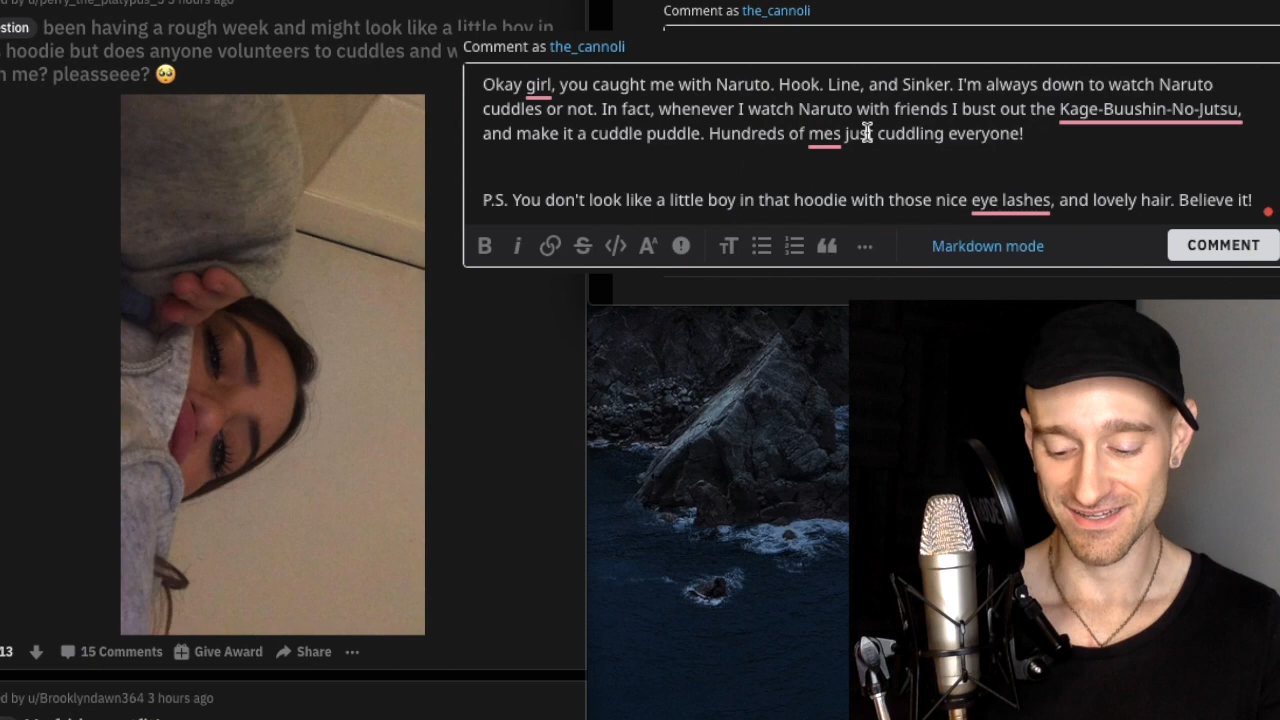 been having a rough week and might look like a little boy in
hoodie but does anyone volunteers to cuddles and w
me? pleasseee? 🥺
13
15 Comments
Give Award
Share
u/Brooklyndawn364 3 hours ago
Comment as the_cannoli
Comment as the_cannoli
Okay girl, you caught me with Naruto. Hook. Line, and Sinker. I'm always down to watch Naruto
cuddles or not. In fact, whenever I watch Naruto with friends I bust out the Kage-Buushin-No-Jutsu,
and make it a cuddle puddle. Hundreds of mes just cuddling everyone!
P.S. You don't look like a little boy in that hoodie with those nice eye lashes, and lovely hair. Believe it!
Markdown mode
COMMENT